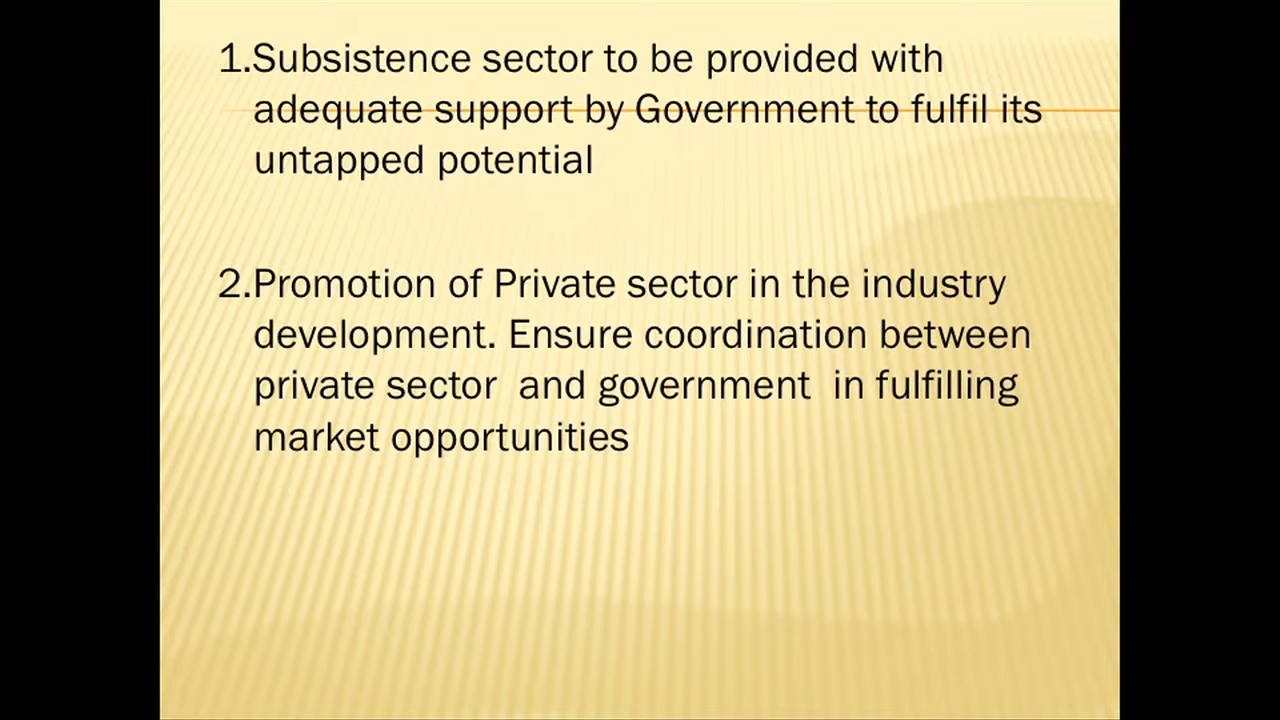 1.Subsistence sector to be provided with
adequate support by Government to fulfil its
untapped potential
2.Promotion of Private sector in the industry
development. Ensure coordination between
private sector  and government  in fulfilling
market opportunities